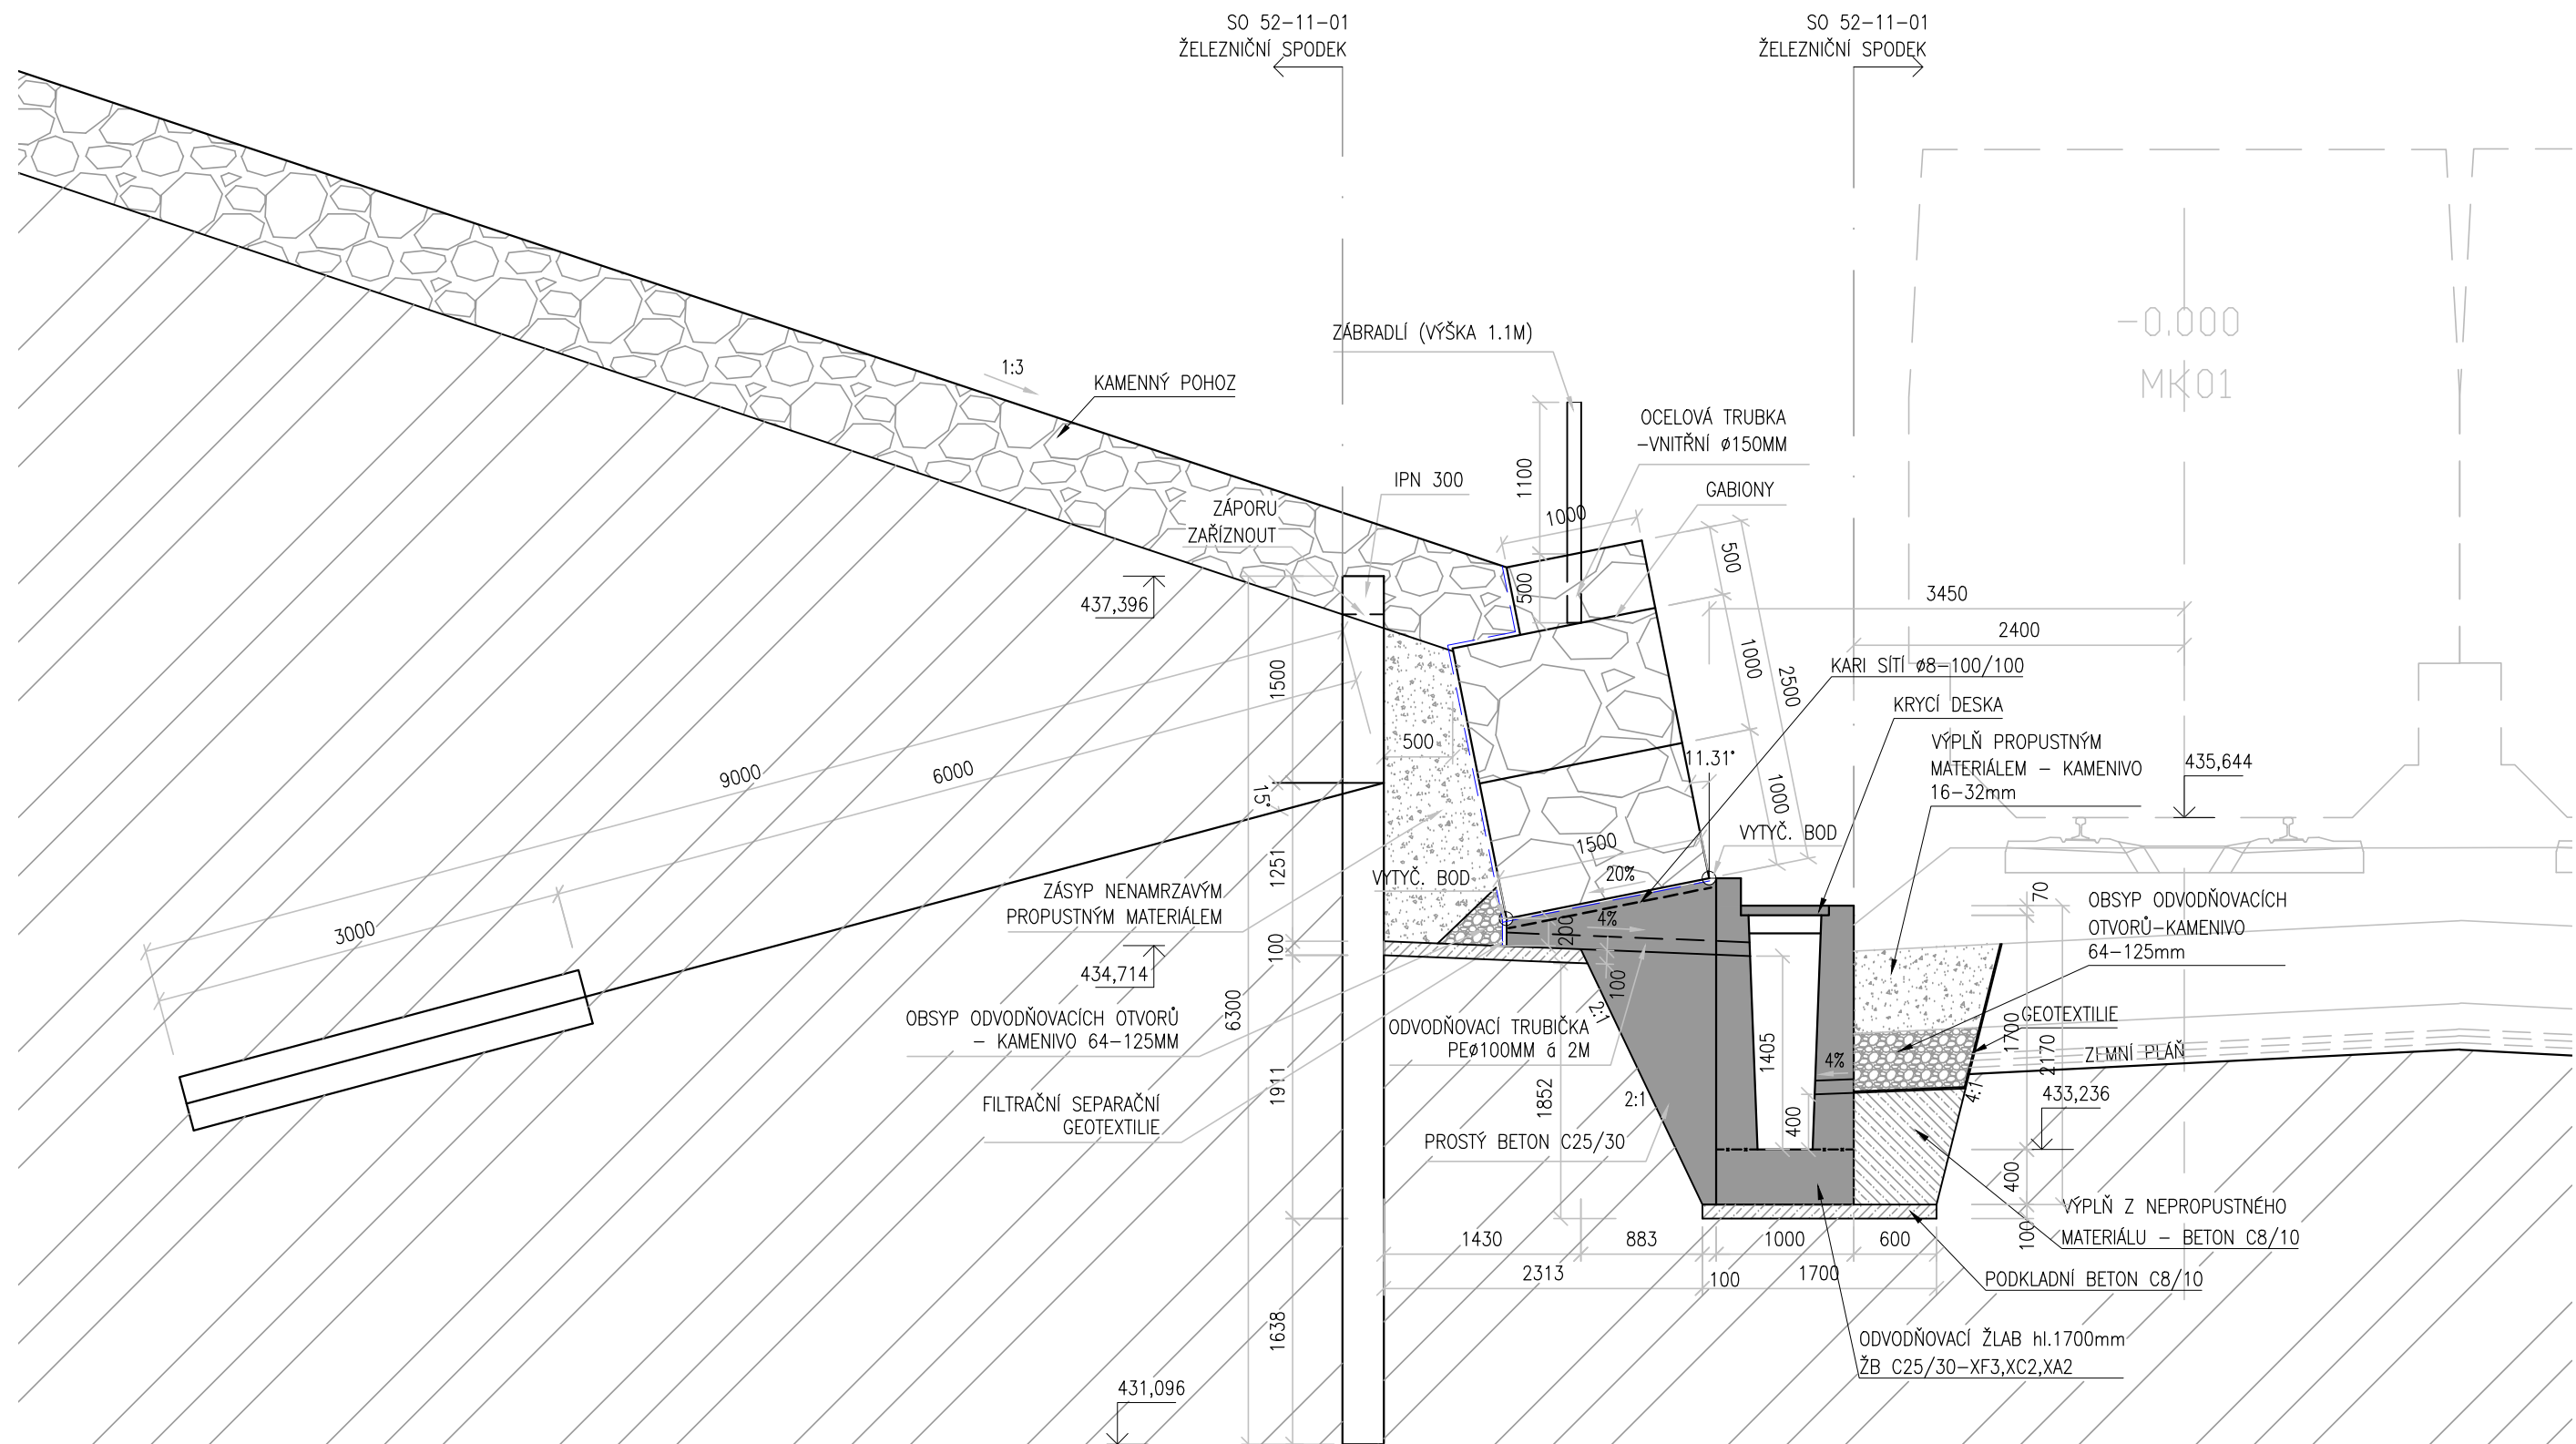 SO 52-11-01
ŽELEZNIČNÍ SPODEK
SO 52-11-01
ŽELEZNIČNÍ SPODEK
-0.000
MK01
ZÁBRADLÍ (VÝŠKA 1.1M)
1:3
KAMENNÝ POHOZ
OCELOVÁ TRUBKA
-VNITŘNÍ ø150MM
1100
IPN 300
GABIONY
ZÁPORU
ZAŘÍZNOUT
1000
500
500
437,396
3450
2400
1000
2500
KARI SÍTÍ ø8-100/100
1500
KRYCÍ DESKA
500
VÝPLŇ PROPUSTNÝM
MATERIÁLEM - KAMENIVO
16-32mm
11.31°
435,644
9000
6000
15°
1000
VYTYČ. BOD
1500
1251
VYTYČ. BOD
20%
ZÁSYP NENAMRZAVÝM
PROPUSTNÝM MATERIÁLEM
70
OBSYP ODVODŇOVACÍCH
OTVORŮ-KAMENIVO
64-125mm
3000
4%
200
100
434,714
100
6300
2:1
OBSYP ODVODŇOVACÍCH OTVORŮ
- KAMENIVO 64-125MM
ODVODŇOVACÍ TRUBIČKA
PEø100MM á 2M
GEOTEXTILIE
1405
1700
2170
4%
ZEMNÍ PLÁŇ
1911
1852
2:1
4:1
433,236
FILTRAČNÍ SEPARAČNÍ
GEOTEXTILIE
400
PROSTÝ BETON C25/30
400
VÝPLŇ Z NEPROPUSTNÉHO
MATERIÁLU - BETON C8/10
100
1430
883
1000
600
2313
100
1700
PODKLADNÍ BETON C8/10
1638
ODVODŇOVACÍ ŽLAB hl.1700mm
ŽB C25/30-XF3,XC2,XA2
431,096